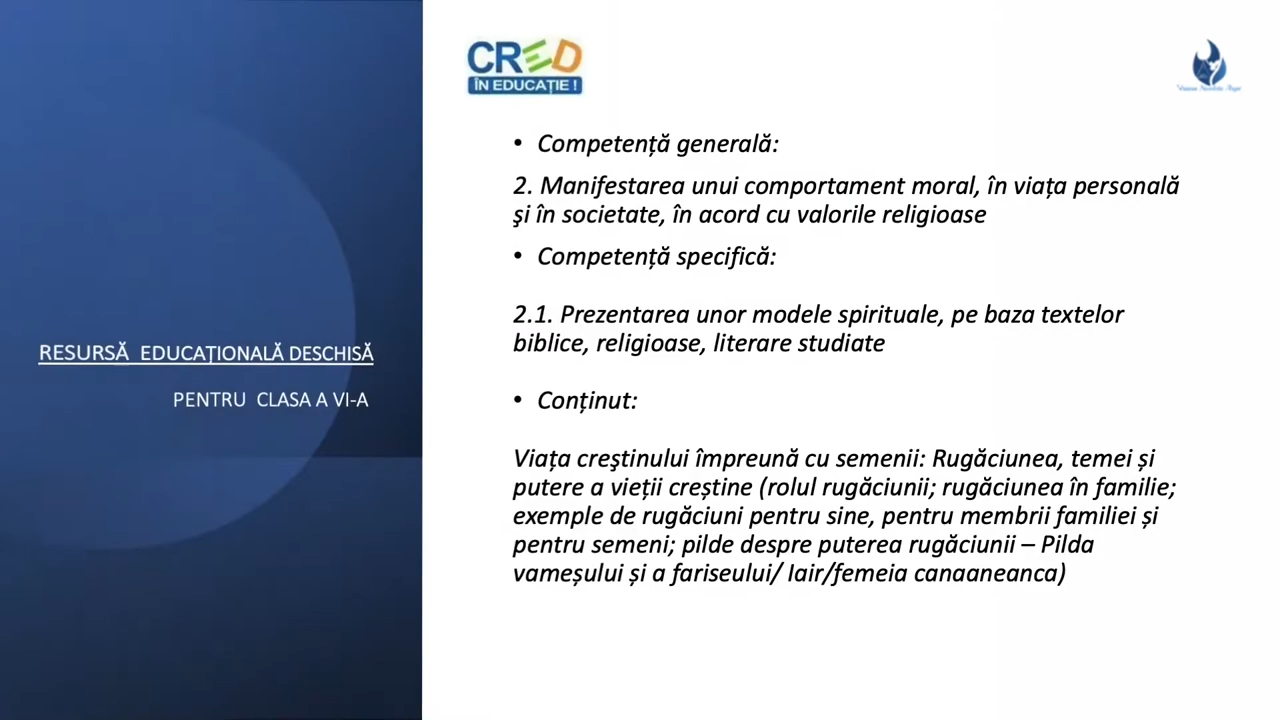 CRED
ÎN EDUCAȚIE !
• Competență generală:
2. Manifestarea unui comportament moral, în viața personală
şi în societate, în acord cu valorile religioase
• Competență specifică:
2.1. Prezentarea unor modele spirituale, pe baza textelor
biblice, religioase, literare studiate
RESURSĂ EDUCAȚIONALĂ DESCHISĂ
PENTRU CLASA A VI-A
• Conținut:
Viața creştinului împreună cu semenii: Rugăciunea, temei și
putere a vieții creștine (rolul rugăciunii; rugăciunea în familie;
exemple de rugăciuni pentru sine, pentru membrii familiei și
pentru semeni; pilde despre puterea rugăciunii – Pilda
vameșului și a fariseului/ Iair/femeia canaaneanca)